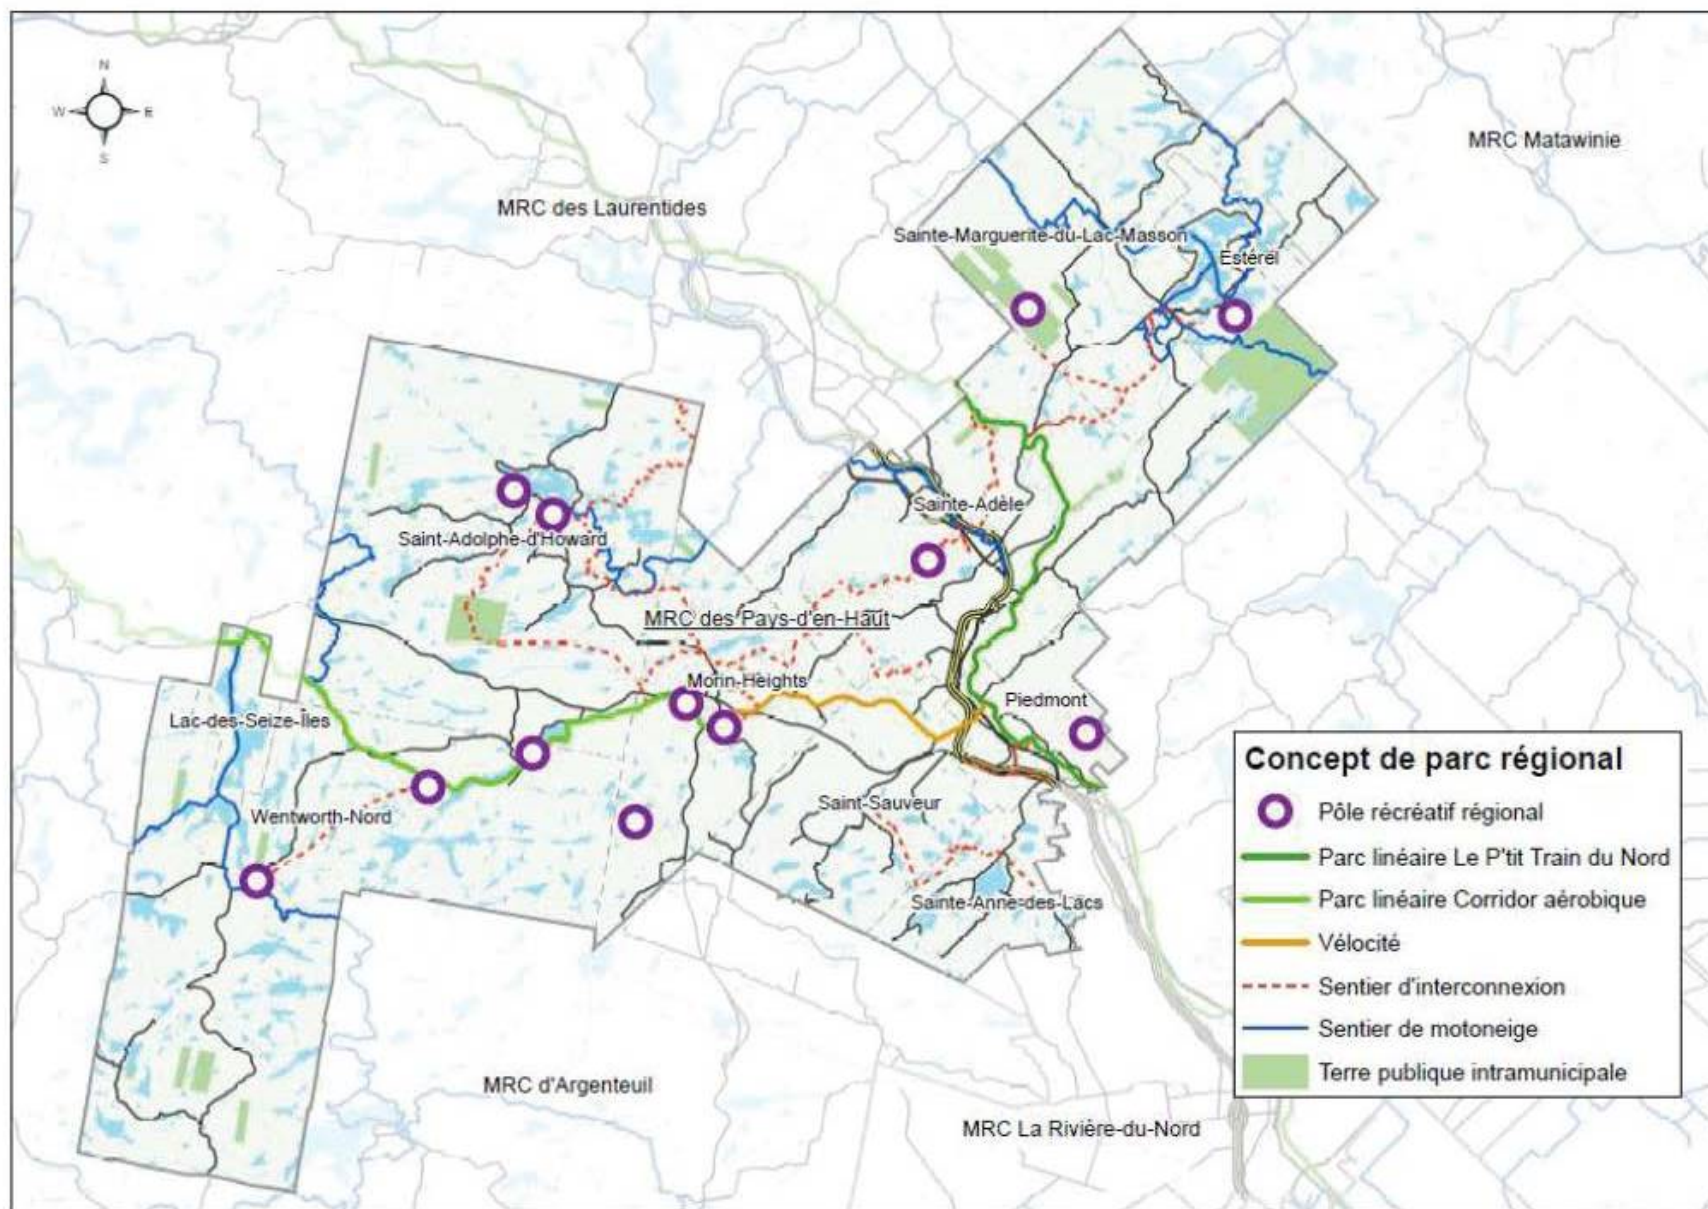 N
W
E
S
MRC Matawinie
MRC des Laurentides
Sainte-Marguerite-du-Lac-Masson
Estérel
Sainte-Adèle
Saint-Adolphe-d'Howard
MRC des Pays-d'en-Haut
Morin-Heights
Piedmont
Lac-des-Seize-Îles
Wentworth-Nord
Saint-Sauveur
Sainte-Anne-des-Lacs
MRC d'Argenteuil
MRC La Rivière-du-Nord
Concept de parc régional
Pôle récréatif régional
Parc linéaire Le P'tit Train du Nord
Parc linéaire Corridor aérobique
Vélocité
Sentier d'interconnexion
Sentier de motoneige
Terre publique intramunicipale